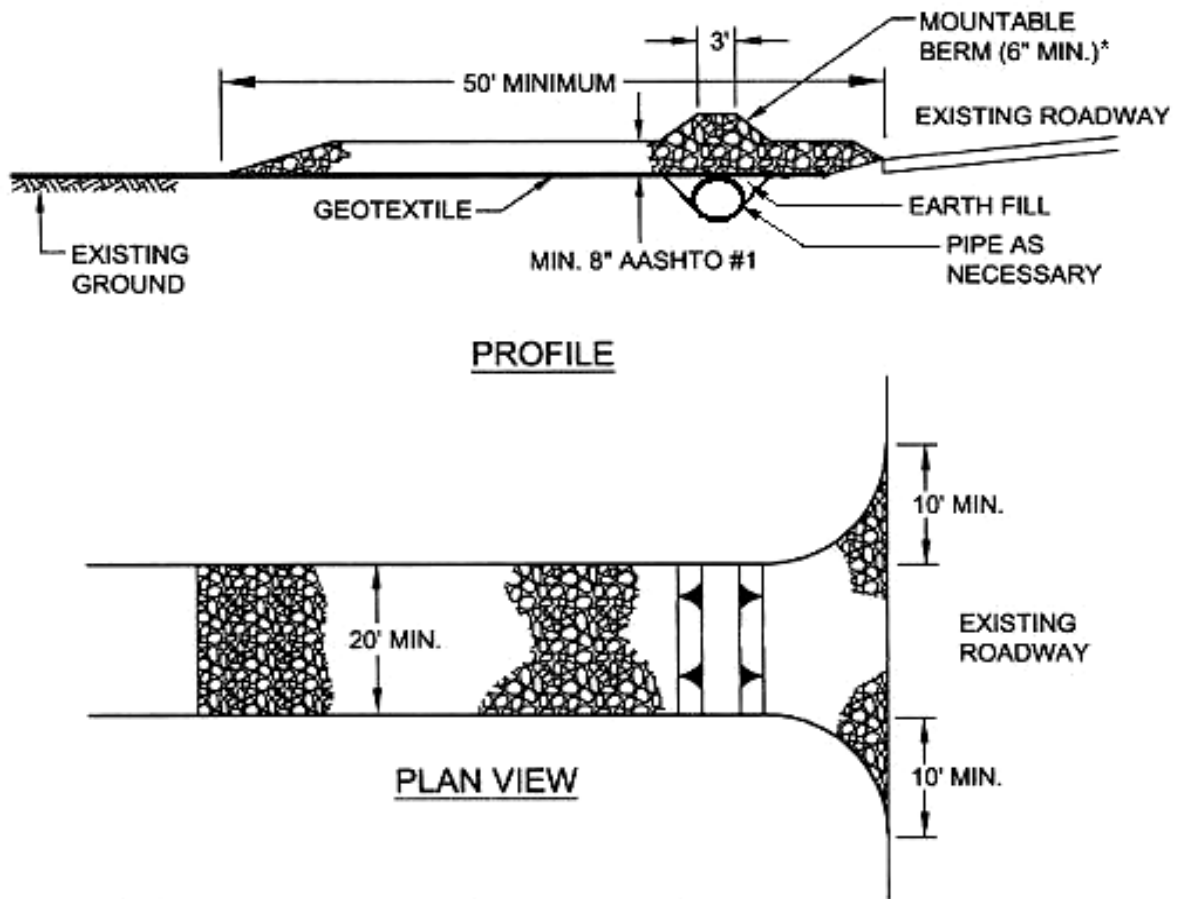 MOUNTABLE
BERM (6" MIN.)*
3'
50' MINIMUM
EXISTING ROADWAY
GEOTEXTILE
EARTH FILL
EXISTING
GROUND
MIN. 8" AASHTO #1
PIPE AS
NECESSARY
PROFILE
10' MIN.
20' MIN.
EXISTING
ROADWAY
PLAN VIEW
10' MIN.